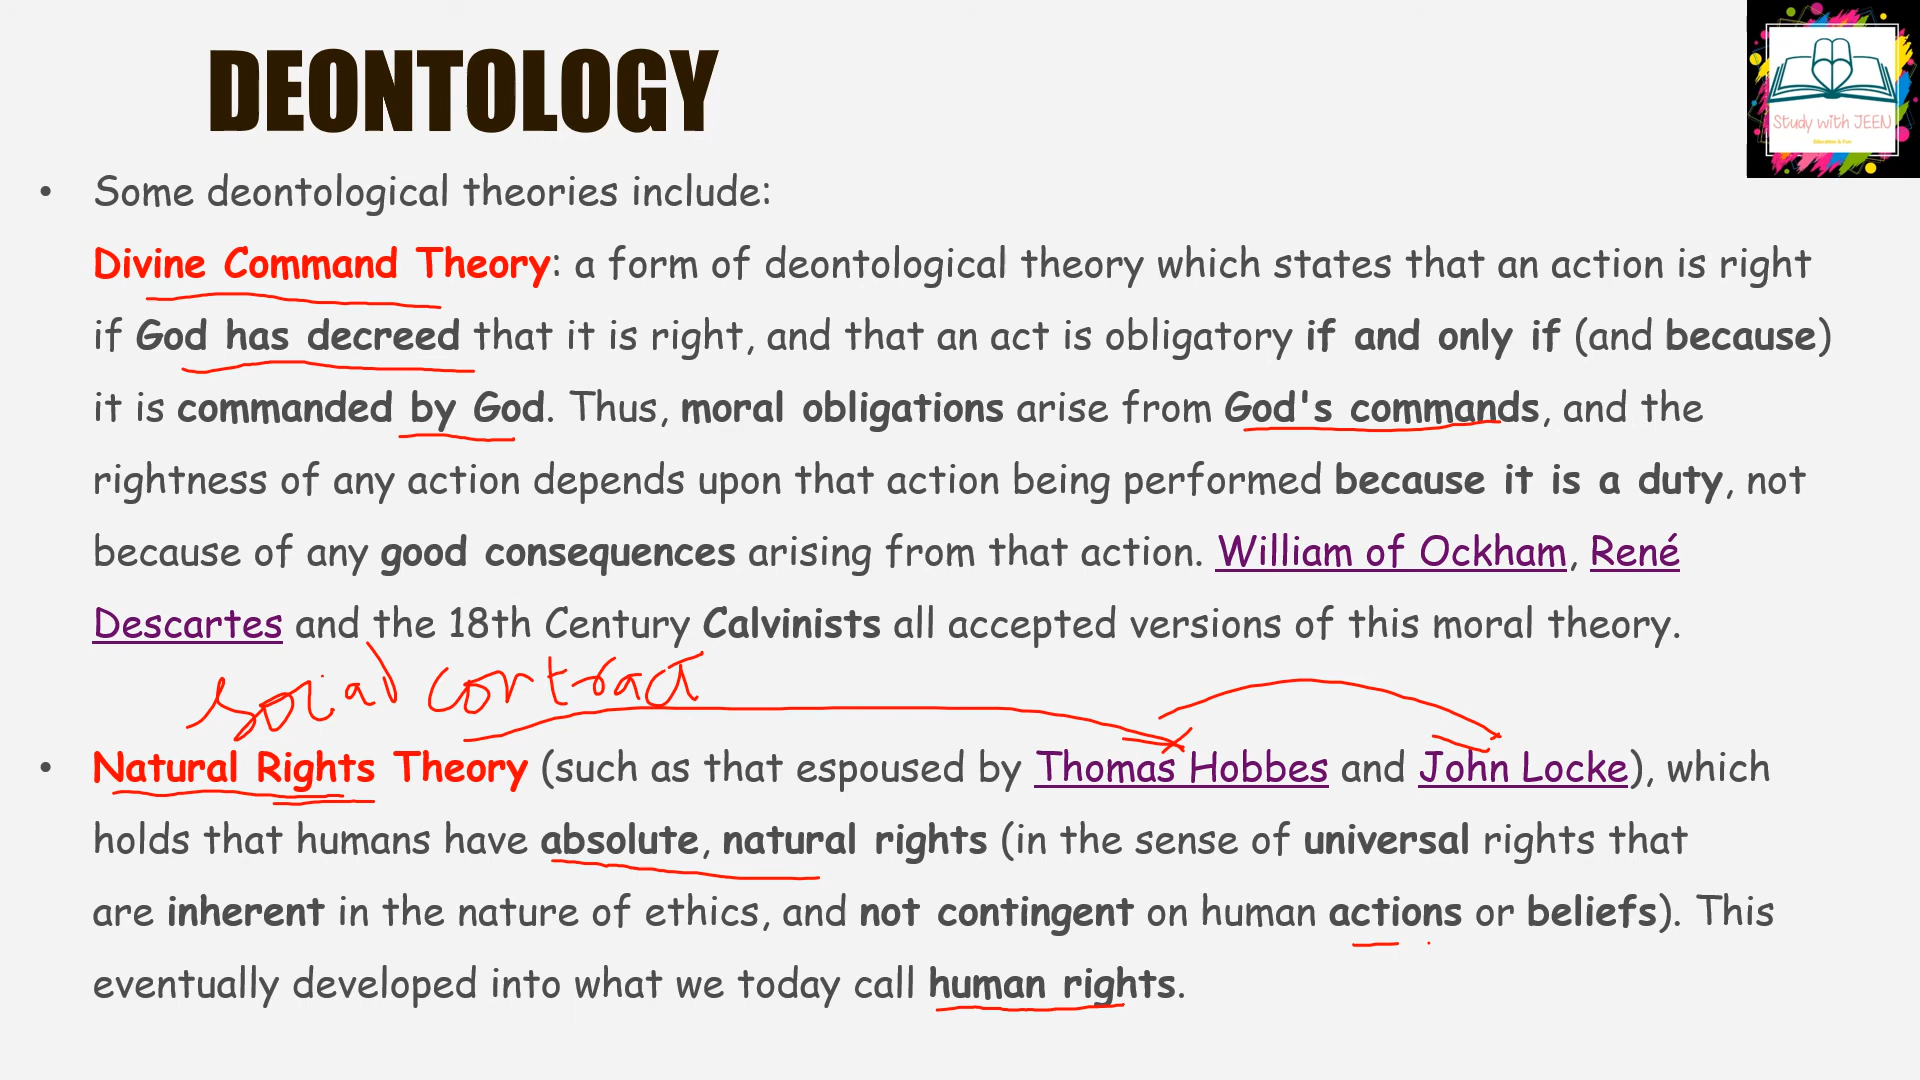 DEONTOLOGY
Study with JEEN
Education & Fun
• Some deontological theories include:
Divine Command Theory: a form of deontological theory which states that an action is right
if God has decreed that it is right, and that an act is obligatory if and only if (and because)
it is commanded by God. Thus, moral obligations arise from God's commands, and the
rightness of any action depends upon that action being performed because it is a duty, not
because of any good consequences arising from that action. William of Ockham, René
Descartes and the 18th Century Calvinists all accepted versions of this moral theory.
Social contract
• Natural Rights Theory (such as that espoused by Thomas Hobbes and John Locke), which
holds that humans have absolute, natural rights (in the sense of universal rights that
are inherent in the nature of ethics, and not contingent on human actions or beliefs). This
eventually developed into what we today call human rights.